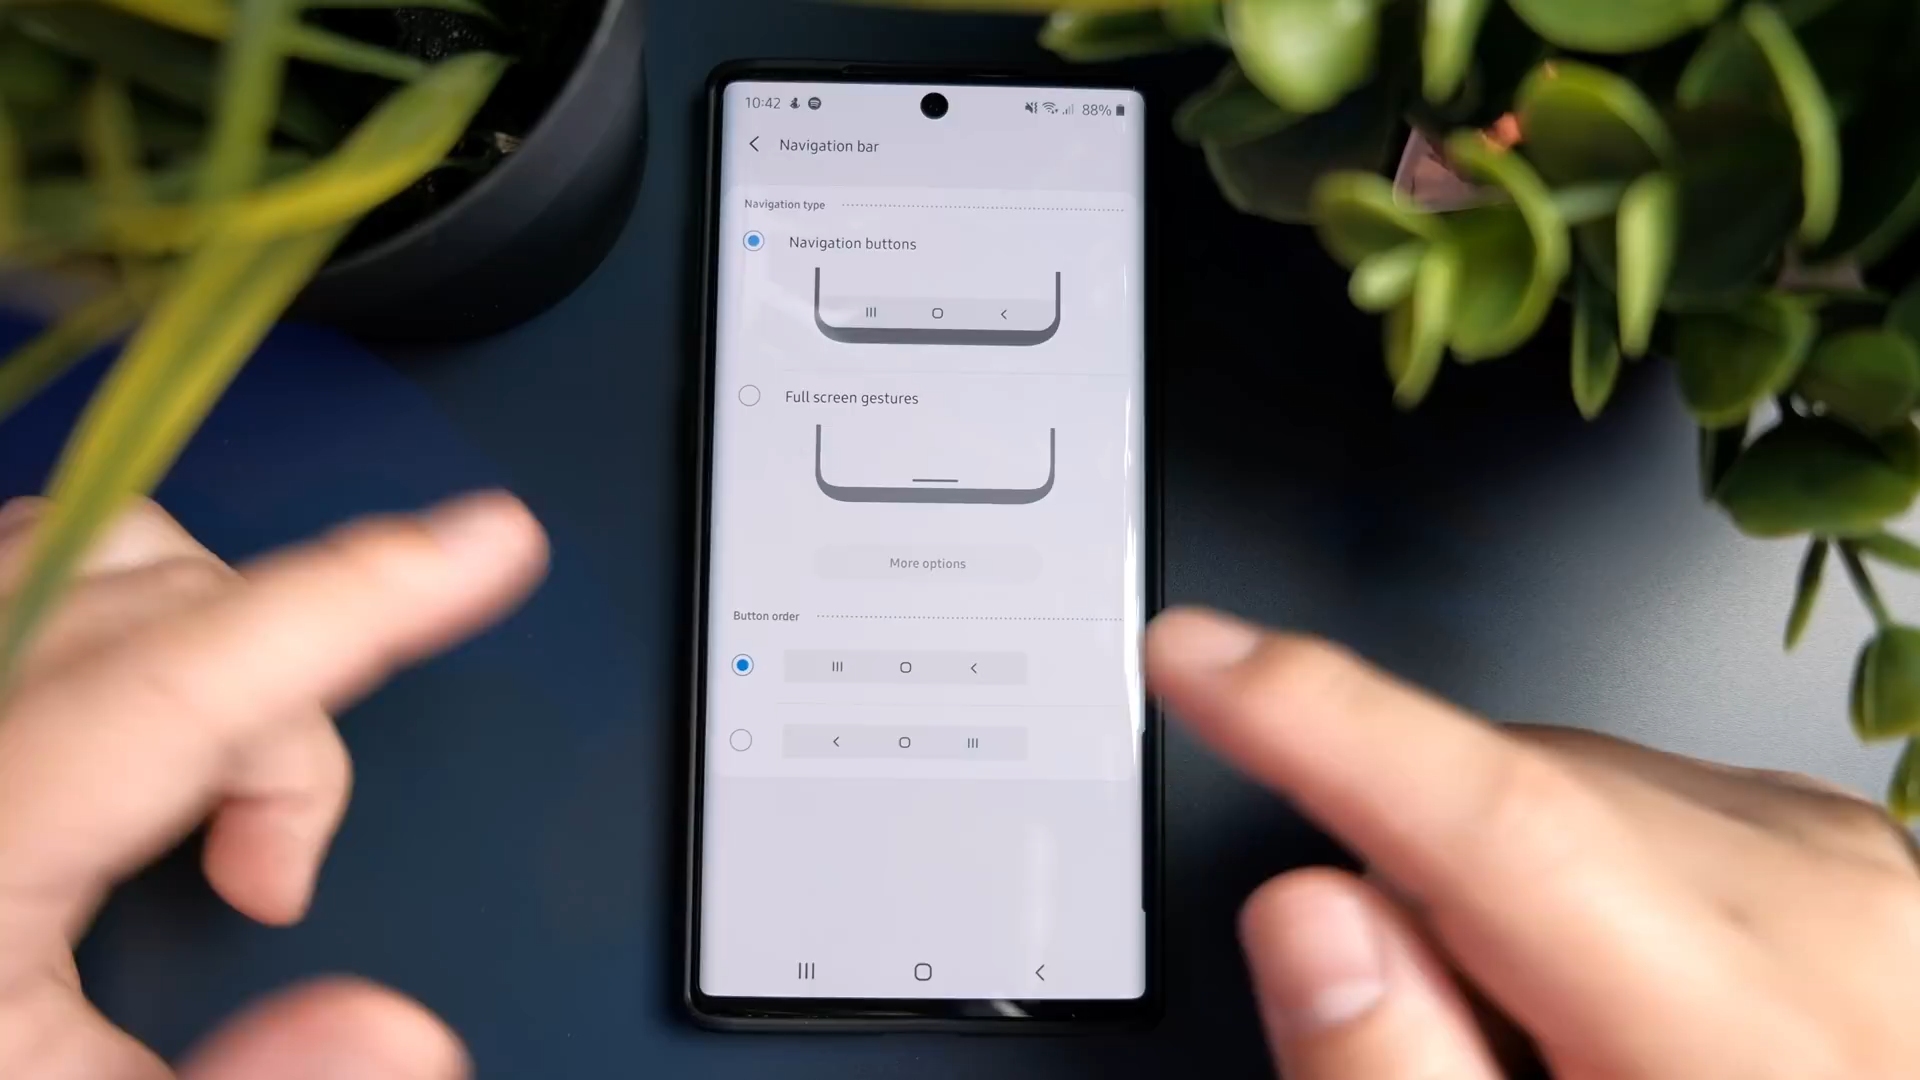 10:42
88%
Navigation bar
Navigation type
Navigation buttons
Full screen gestures
More options
Button order